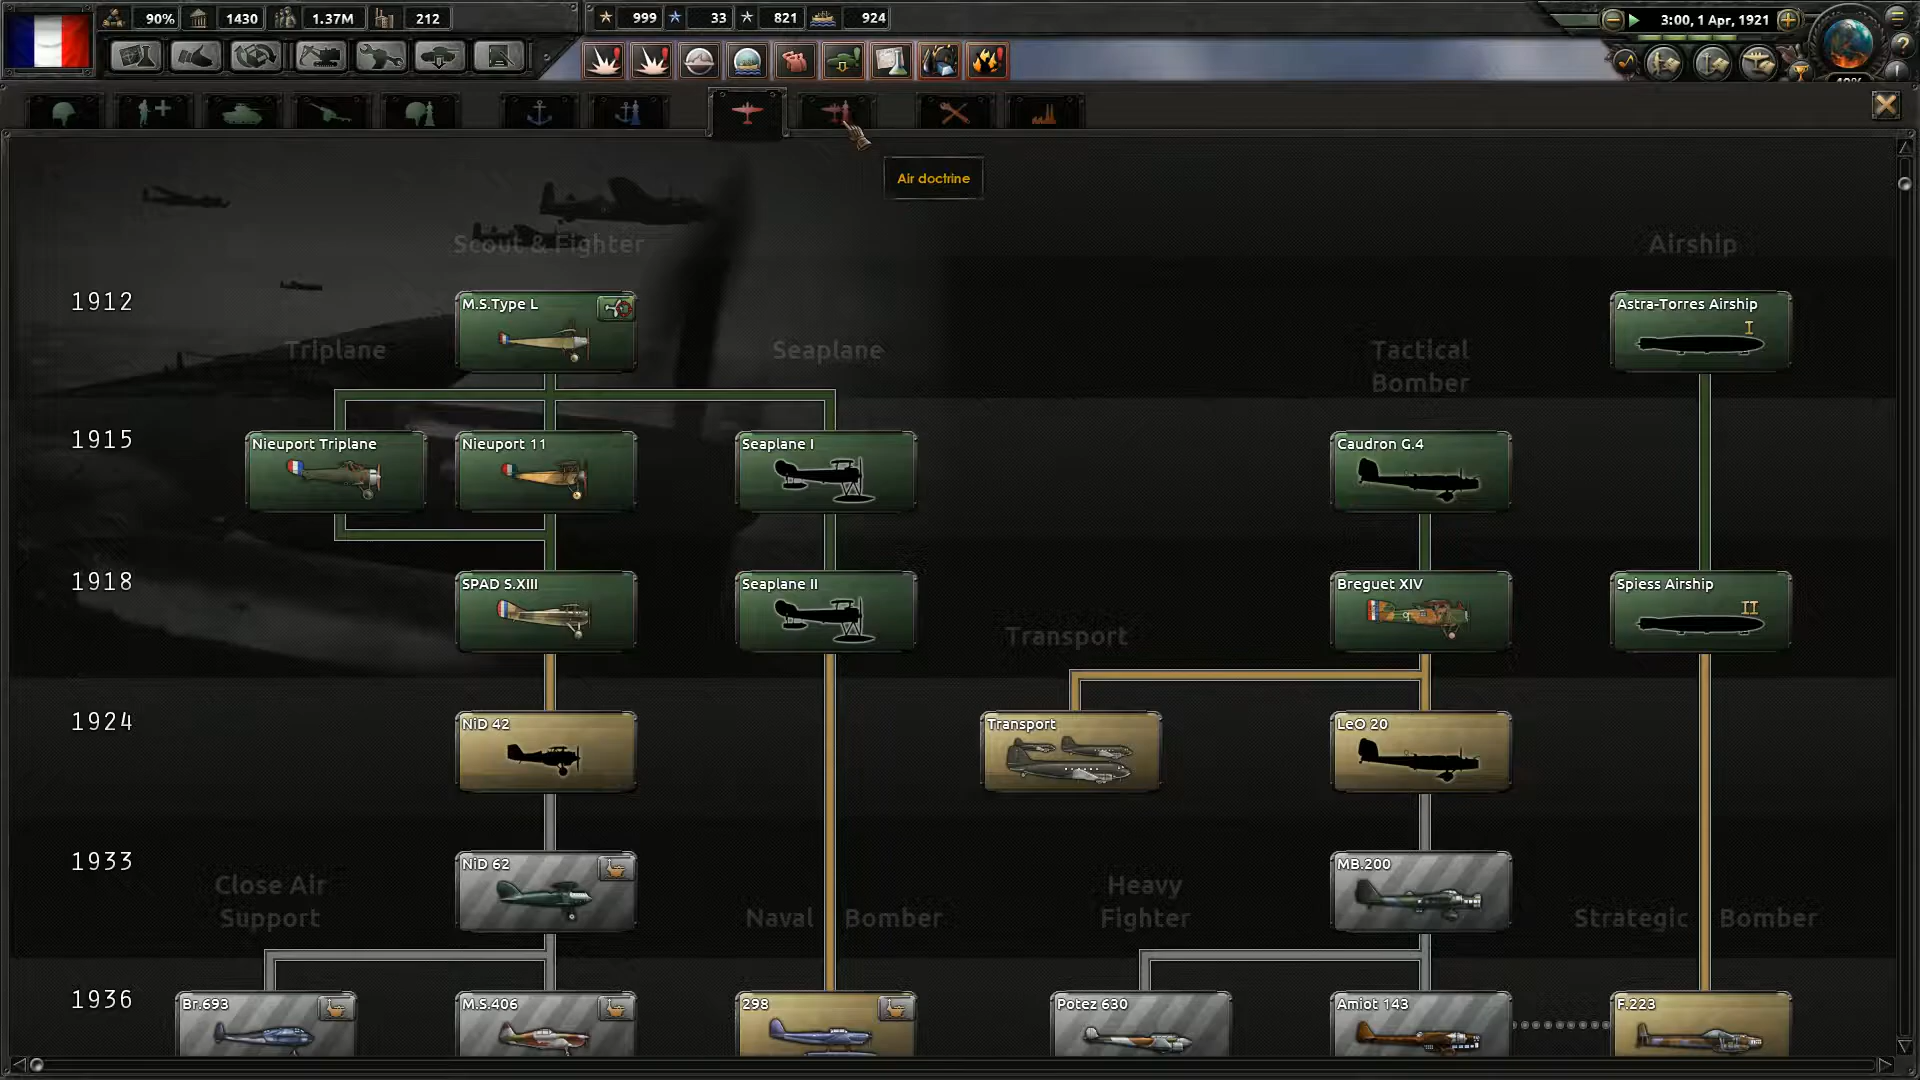 90%
1430
1.37M
212
999
33
821
924
3:00, 1 Apr, 1921
Air doctrine
Scout & Fighter
Airship
1912
M.S.Type L
Astra-Torres Airship
I
Triplane
Seaplane
Tactical
Bomber
1915
Nieuport Triplane
Nieuport 11
Seaplane I
Caudron G.4
1918
SPAD S.XIII
Seaplane II
Breguet XIV
Spiess Airship
II
Transport
1924
NiD 42
Transport
LeO 20
1933
NiD 62
MB.200
Close Air
Support
Naval Bomber
Heavy
Fighter
Strategic Bomber
1936
Br.693
M.S.406
298
Potez 630
Amiot 143
F.223